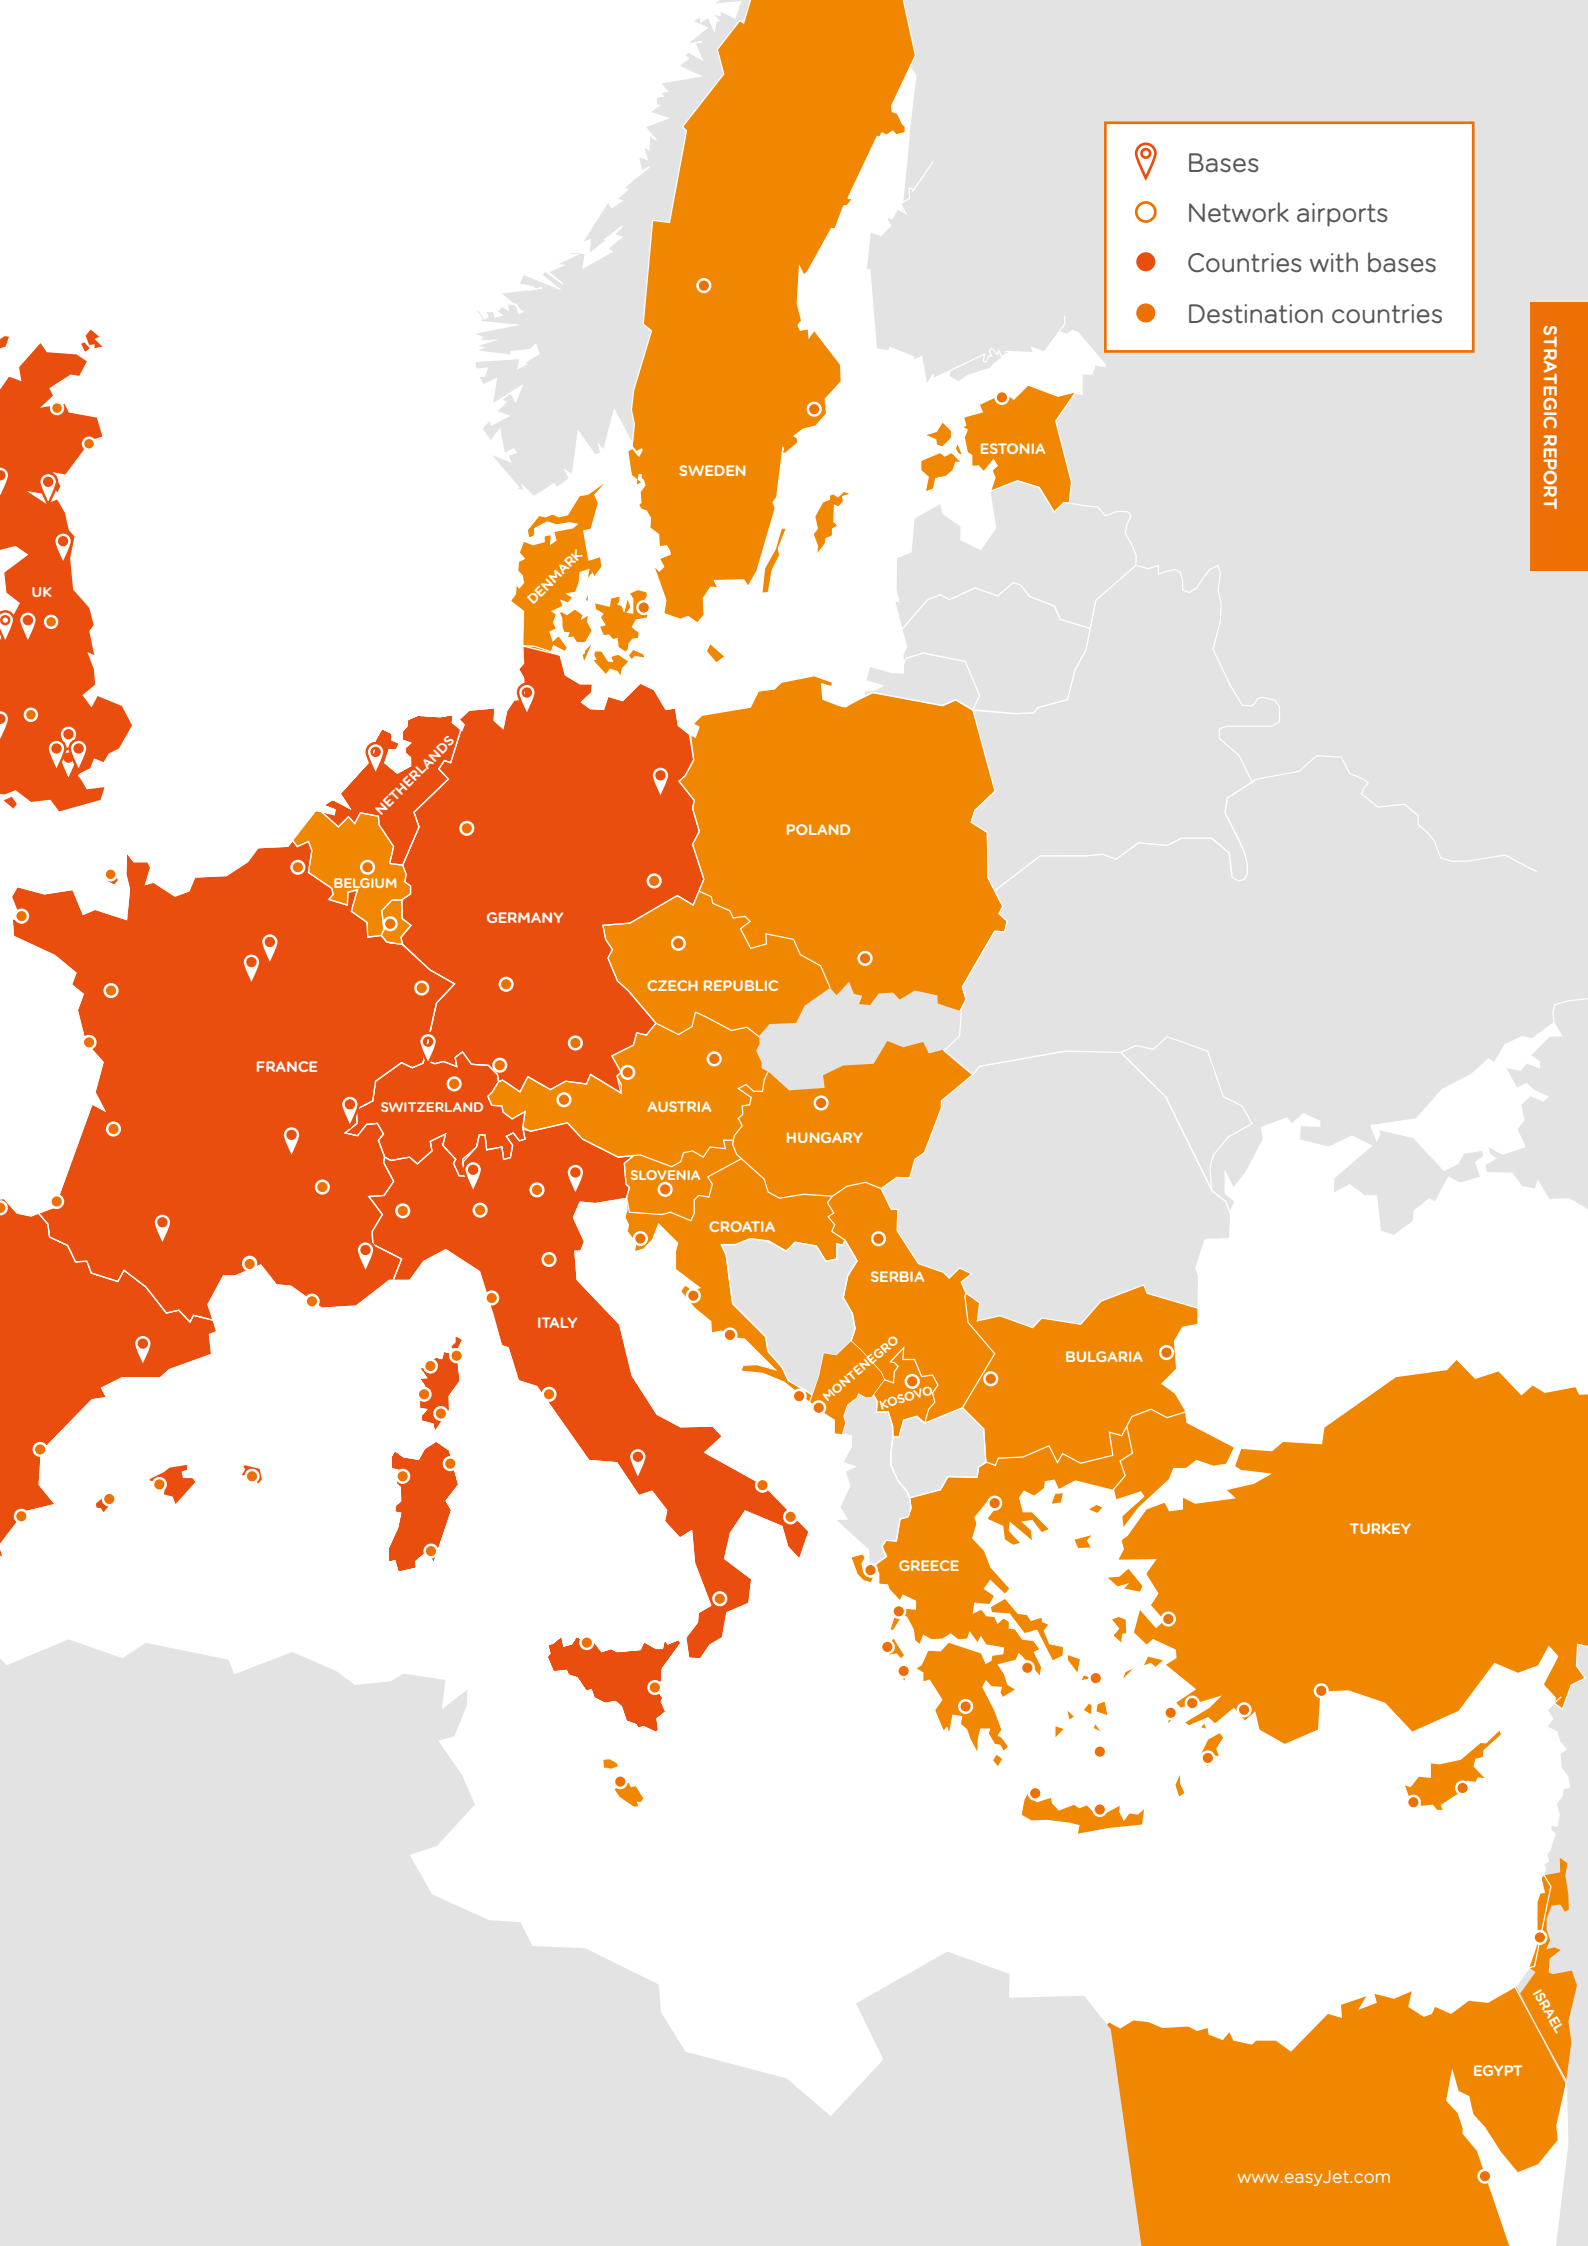 Bases
Network airports
Countries with bases
Destination countries
STRATEGIC REPORT
SWEDEN
ESTONIA
DENMARK
UK
NETHERLANDS
POLAND
BELGIUM
GERMANY
CZECH REPUBLIC
FRANCE
SWITZERLAND
AUSTRIA
HUNGARY
SLOVENIA
CROATIA
SERBIA
ITALY
MONTENEGRO
BULGARIA
KOSOVO
TURKEY
GREECE
ISRAEL
EGYPT
www.easyJet.com